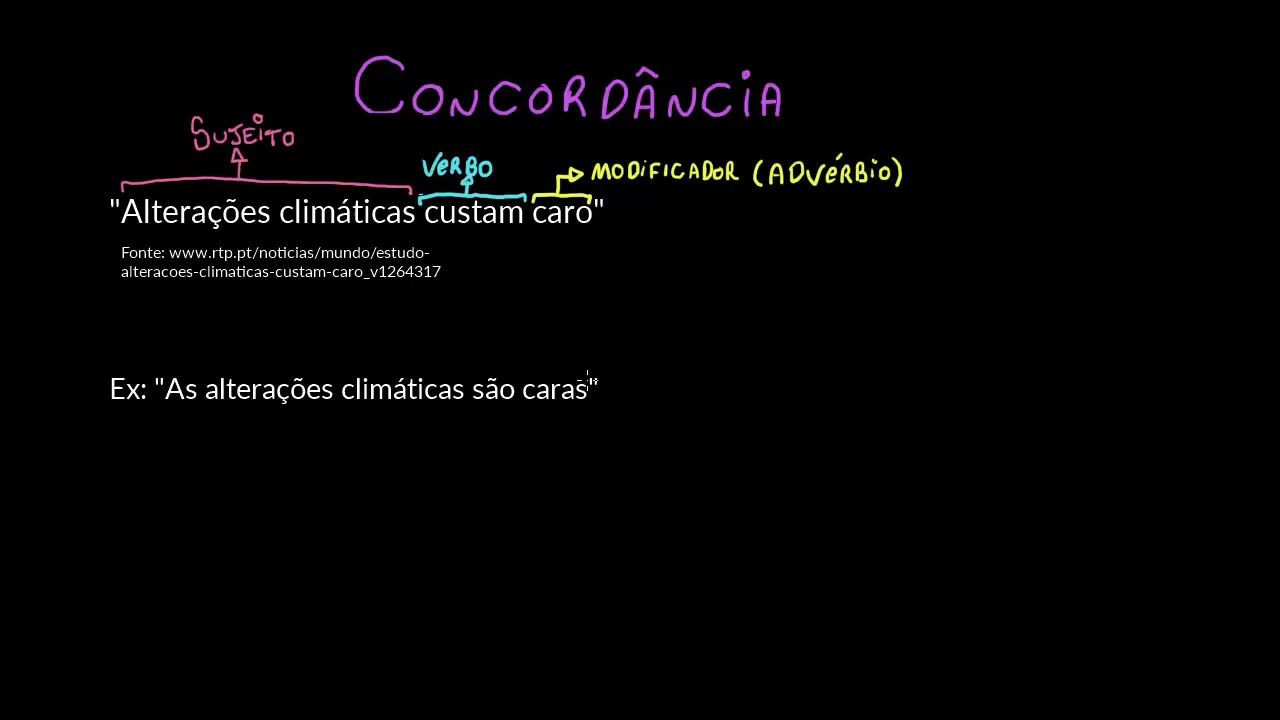 CONCORDÂNCIA
SUJEITO
VERBO
MODIFICADOR (ADVÉRBIO)
"Alterações climáticas custam caro"
Fonte: www.rtp.pt/noticias/mundo/estudo-
alteracoes-climaticas-custam-caro_v1264317
Ex: "As alterações climáticas são caras"